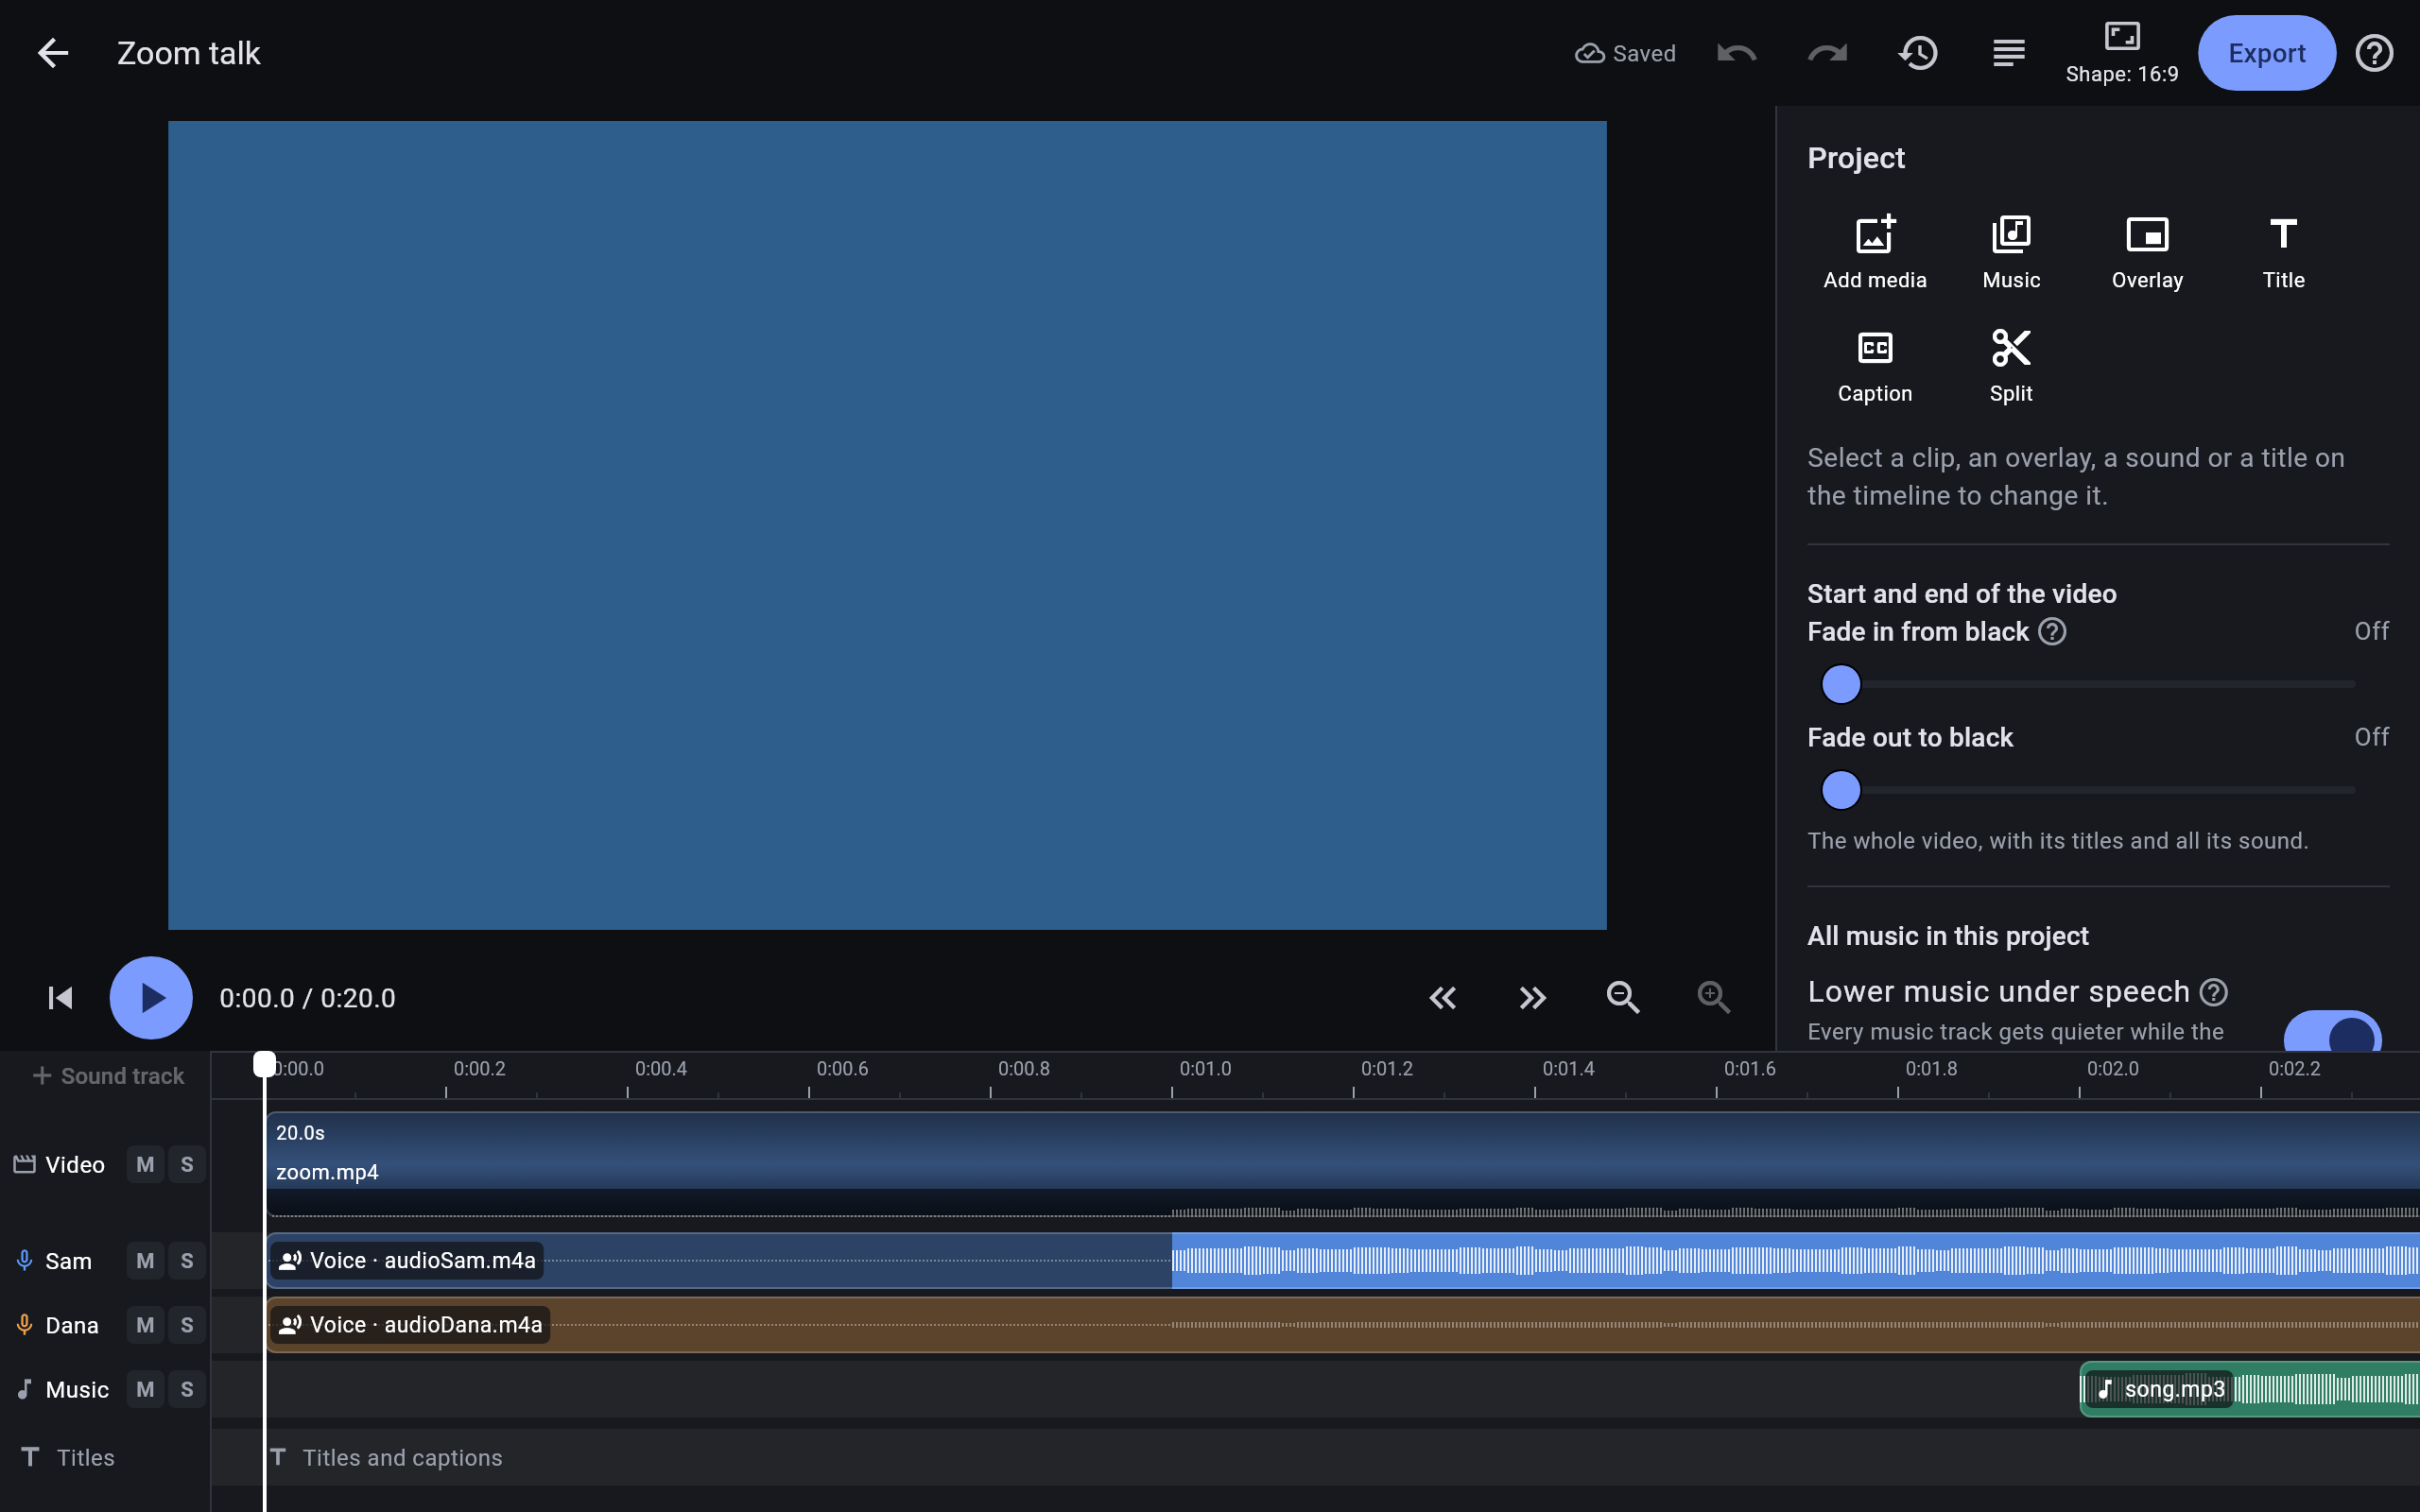 Zoom talk
Saved
Shape: 16:9
Export
Project
Add media
Music
Overlay
Title
Caption
Split
Select a clip, an overlay, a sound or a title on
the timeline to change it.
Start and end of the video
Fade in from black
Off
Fade out to black
Off
The whole video, with its titles and all its sound.
All music in this project
Lower music under speech
Every music track gets quieter while the
0:00.0 / 0:20.0
+ Sound track
0:00.0 0:00.2 0:00.4 0:00.6 0:00.8 0:01.0 0:01.2 0:01.4 0:01.6 0:01.8 0:02.0 0:02.2
Video M S
20.0s
zoom.mp4
Sam M S
Voice · audioSam.m4a
Dana M S
Voice · audioDana.m4a
Music M S
song.mp3
Titles
Titles and captions